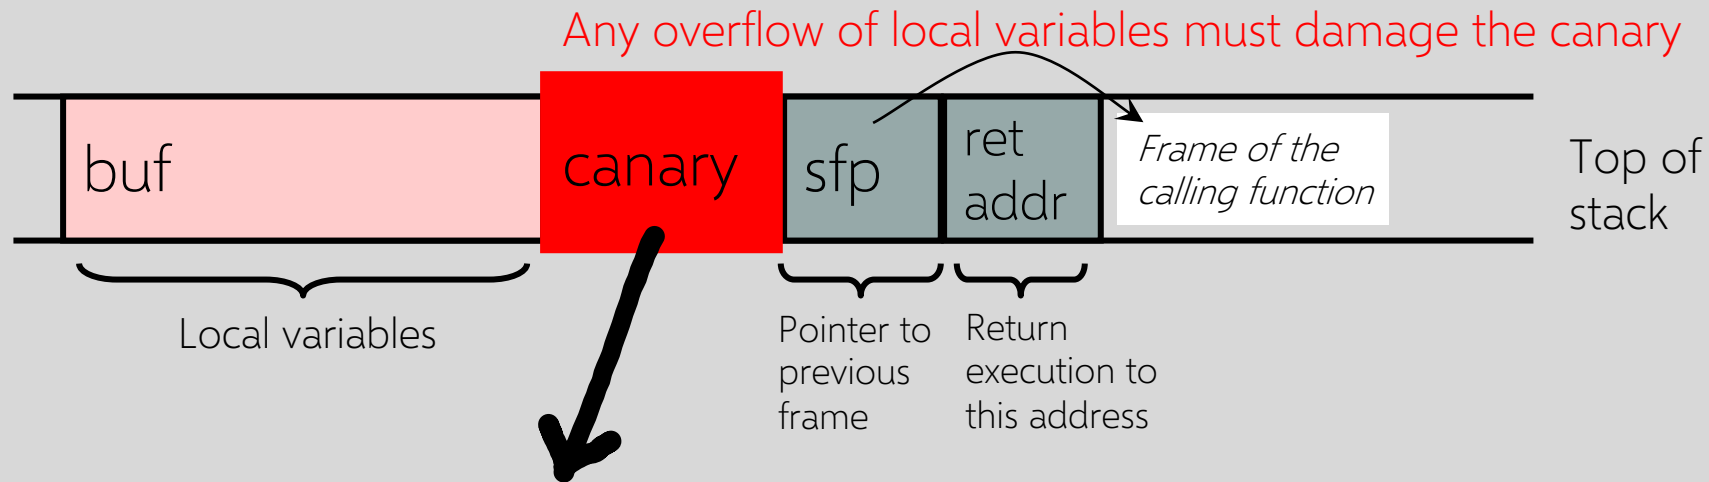 Any overflow of local variables must damage the canary
buf
canary
sfp
ret
addr
Frame of the
calling function
Top of
stack
Local variables
Pointer to
previous
frame
Return
execution to
this address